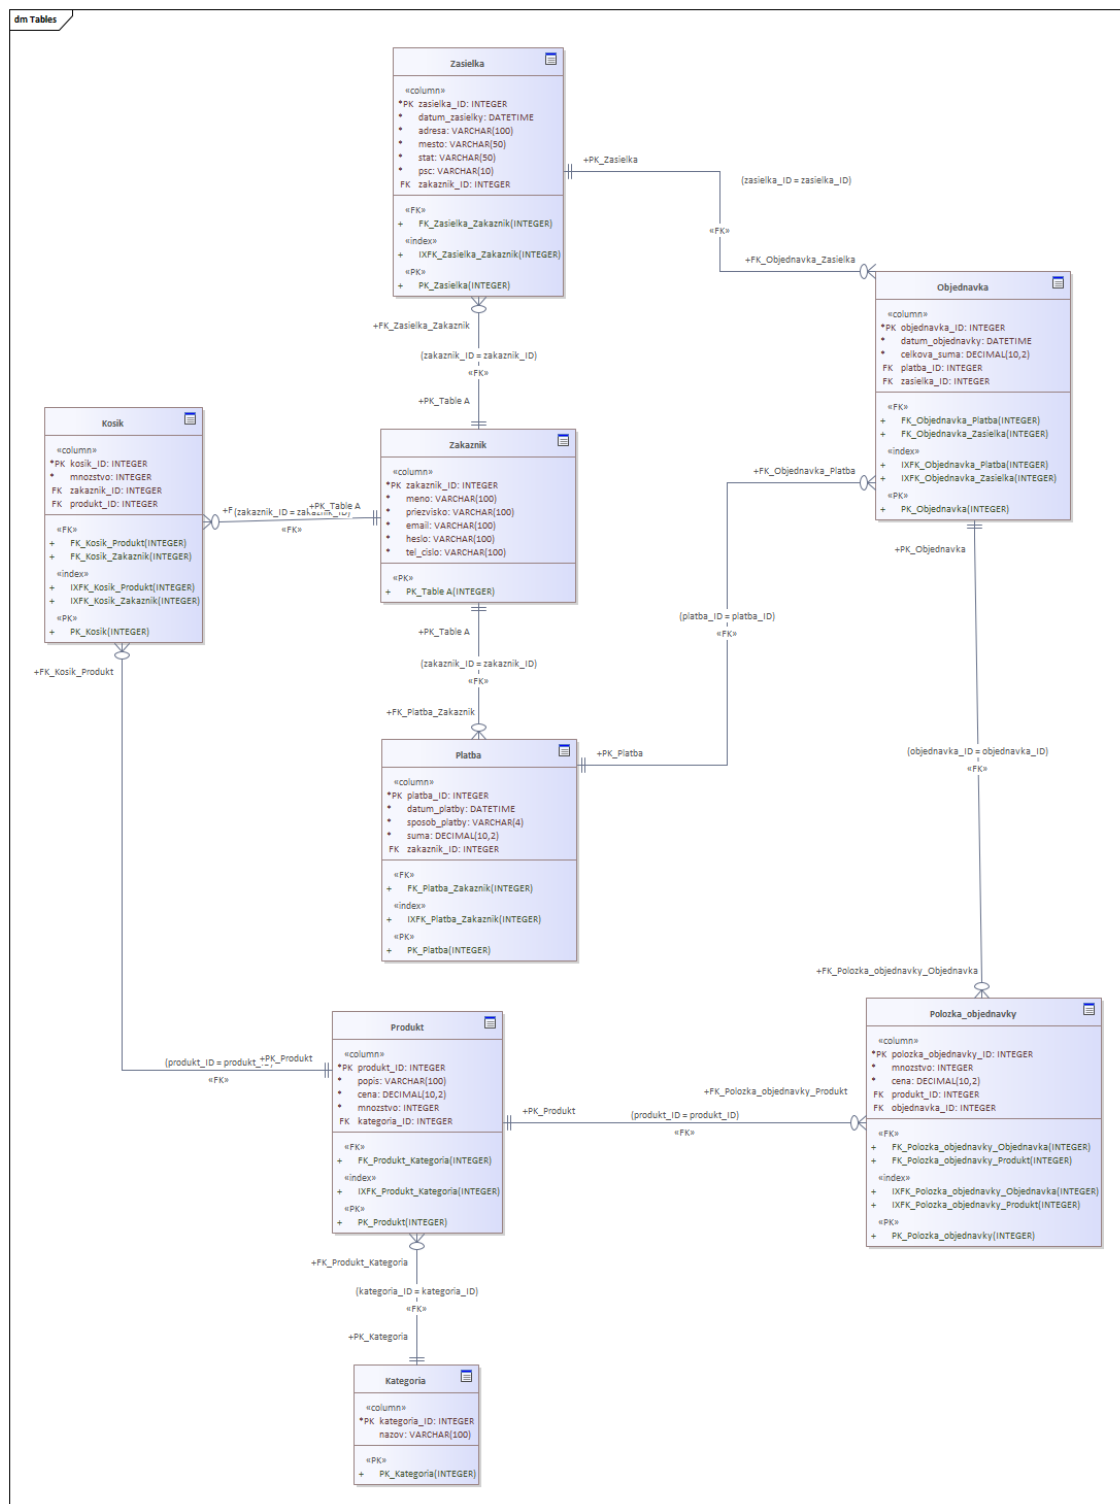 dm Tables
Zasielka
«column»
*PK zasielka_ID: INTEGER
* datum_zasielky: DATETIME
* adresa: VARCHAR(100)
* mesto: VARCHAR(50)
* stat: VARCHAR(50)
* psc: VARCHAR(10)
FK zakaznik_ID: INTEGER
«FK»
+ FK_Zasielka_Zakaznik(INTEGER)
«index»
+ IXFK_Zasielka_Zakaznik(INTEGER)
«PK»
+ PK_Zasielka(INTEGER)
+PK_Zasielka
(zasielka_ID = zasielka_ID)
«FK»
+FK_Objednavka_Zasielka
Objednavka
«column»
*PK objednavka_ID: INTEGER
* datum_objednavky: DATETIME
* celkova_suma: DECIMAL(10,2)
FK platba_ID: INTEGER
FK zasielka_ID: INTEGER
«FK»
+ FK_Objednavka_Platba(INTEGER)
+ FK_Objednavka_Zasielka(INTEGER)
«index»
+ IXFK_Objednavka_Platba(INTEGER)
+ IXFK_Objednavka_Zasielka(INTEGER)
«PK»
+ PK_Objednavka(INTEGER)
+FK_Zasielka_Zakaznik
(zakaznik_ID = zakaznik_ID)
«FK»
+PK_Table A
Kosik
«column»
*PK kosik_ID: INTEGER
* mnozstvo: INTEGER
FK zakaznik_ID: INTEGER
FK produkt_ID: INTEGER
«FK»
+ FK_Kosik_Produkt(INTEGER)
+ FK_Kosik_Zakaznik(INTEGER)
«index»
+ IXFK_Kosik_Produkt(INTEGER)
+ IXFK_Kosik_Zakaznik(INTEGER)
«PK»
+ PK_Kosik(INTEGER)
+PK_Table A
+F(zakaznik_ID =
«FK»
Zakaznik
«column»
*PK zakaznik_ID: INTEGER
* meno: VARCHAR(100)
* priezvisko: VARCHAR(100)
* email: VARCHAR(100)
* heslo: VARCHAR(100)
* tel_cislo: VARCHAR(100)
«PK»
+ PK_Table A(INTEGER)
+FK_Objednavka_Platba
+PK_Objednavka
(platba_ID = platba_ID)
«FK»
+PK_Table A
(zakaznik_ID = zakaznik_ID)
«FK»
+FK_Platba_Zakaznik
+FK_Kosik_Produkt
Platba
«column»
*PK platba_ID: INTEGER
* datum_platby: DATETIME
* sposob_platby: VARCHAR(4)
* suma: DECIMAL(10,2)
FK zakaznik_ID: INTEGER
«FK»
+ FK_Platba_Zakaznik(INTEGER)
«index»
+ IXFK_Platba_Zakaznik(INTEGER)
«PK»
+ PK_Platba(INTEGER)
+PK_Platba
(objednavka_ID = objednavka_ID)
«FK»
+FK_Polozka_objednavky_Objednavka
Produkt
«column»
*PK produkt_ID: INTEGER
* popis: VARCHAR(100)
* cena: DECIMAL(10,2)
* mnozstvo: INTEGER
FK kategoria_ID: INTEGER
«FK»
+ FK_Produkt_Kategoria(INTEGER)
«index»
+ IXFK_Produkt_Kategoria(INTEGER)
«PK»
+ PK_Produkt(INTEGER)
+PK_Produkt
(produkt_ID =
«FK»
Polozka_objednavky
«column»
*PK polozka_objednavky_ID: INTEGER
* mnozstvo: INTEGER
* cena: DECIMAL(10,2)
FK produkt_ID: INTEGER
FK objednavka_ID: INTEGER
«FK»
+ FK_Polozka_objednavky_Objednavka(INTEGER)
+ FK_Polozka_objednavky_Produkt(INTEGER)
«index»
+ IXFK_Polozka_objednavky_Objednavka(INTEGER)
+ IXFK_Polozka_objednavky_Produkt(INTEGER)
«PK»
+ PK_Polozka_objednavky(INTEGER)
+FK_Polozka_objednavky_Produkt
+PK_Produkt
(produkt_ID = produkt_ID)
«FK»
+FK_Produkt_Kategoria
(kategoria_ID = kategoria_ID)
«FK»
+PK_Kategoria
Kategoria
«column»
*PK kategoria_ID: INTEGER
nazov: VARCHAR(100)
«PK»
+ PK_Kategoria(INTEGER)